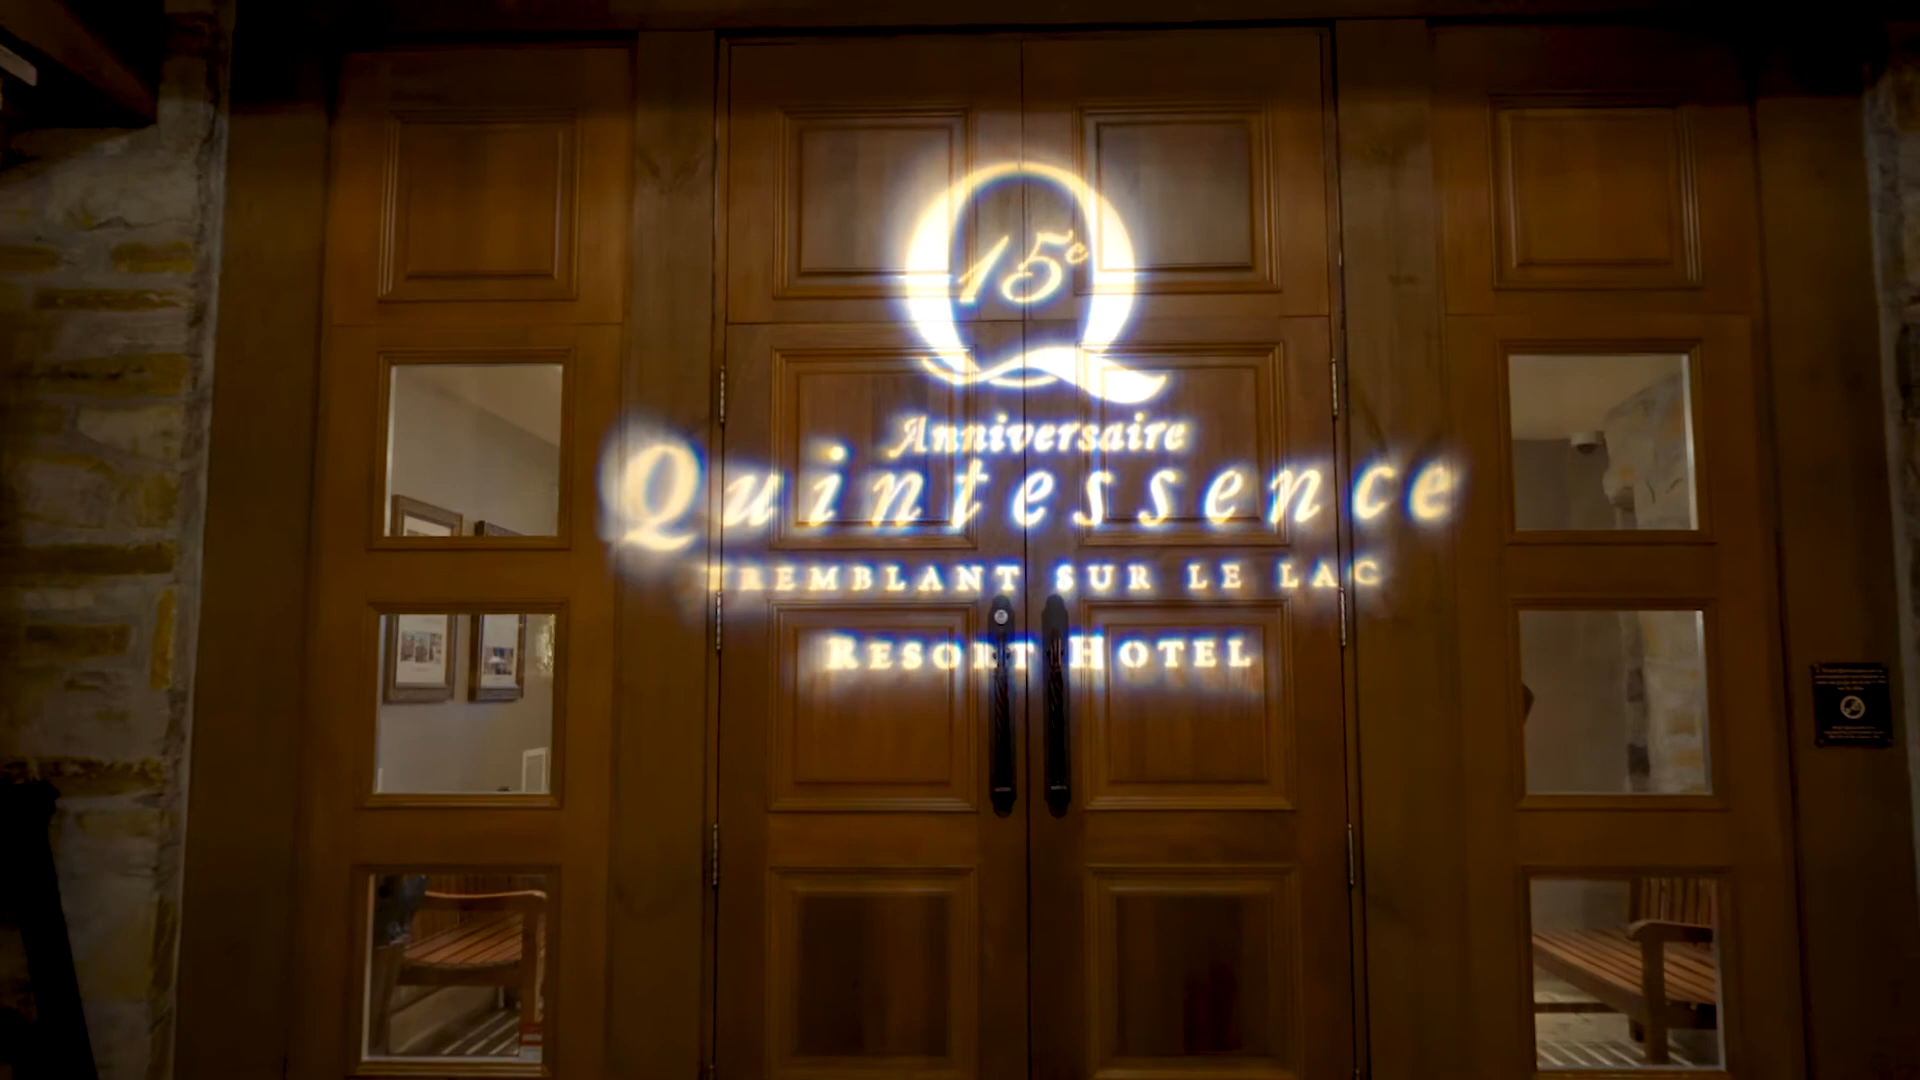 Q
15e
Anniversaire
Quintessence
TREMBLANT SUR LE LAC
RESORT HOTEL